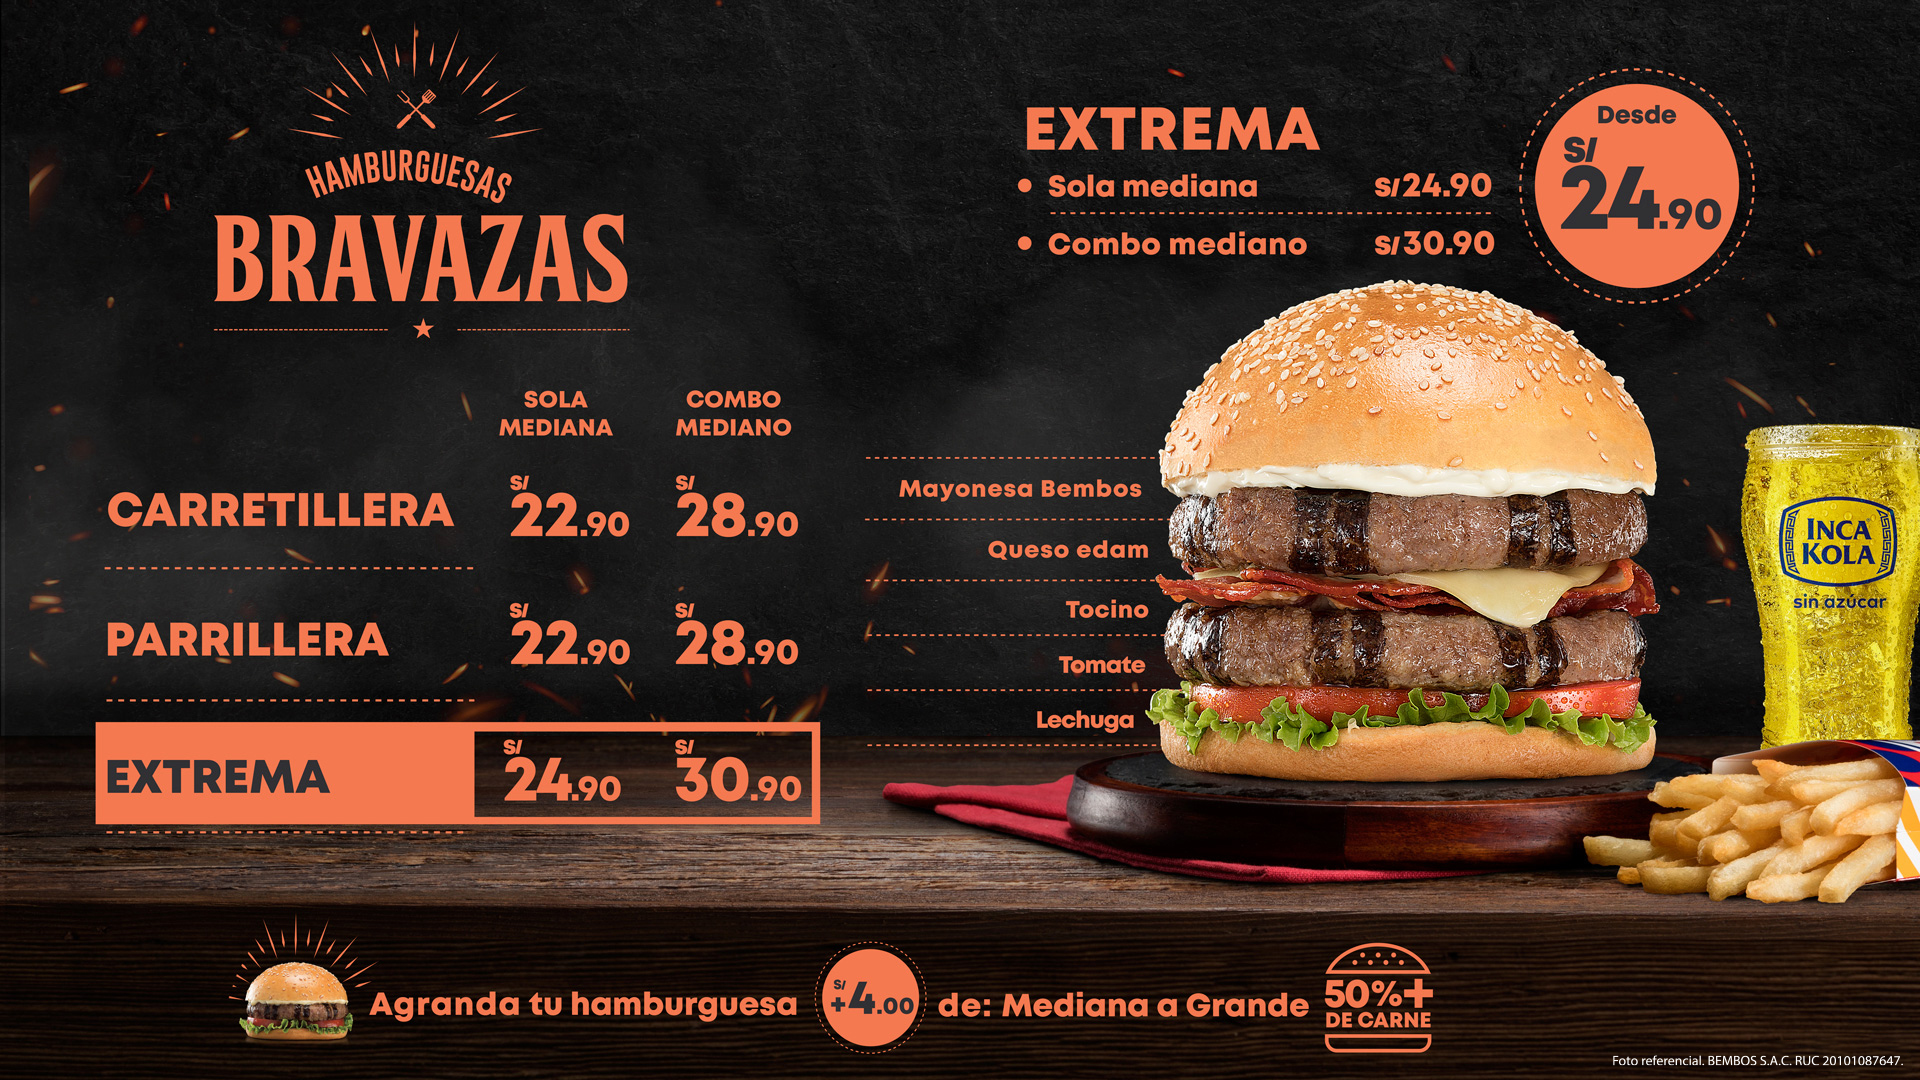 HAMBURGUESAS
BRAVAZAS
SOLA MEDIANA
COMBO MEDIANO
CARRETILLERA S/ 22.90 S/ 28.90
PARRILLERA S/ 22.90 S/ 28.90
EXTREMA S/ 24.90 S/ 30.90
EXTREMA
• Sola mediana S/24.90
• Combo mediano S/30.90
Desde
S/
24.90
Mayonesa Bembos
Queso edam
Tocino
Tomate
Lechuga
INCA
KOLA
sin azúcar
Agranda tu hamburguesa S/ +4.00 de: Mediana a Grande
50%+
DE CARNE
Foto referencial. BEMBOS S.A.C. RUC 20101087647.